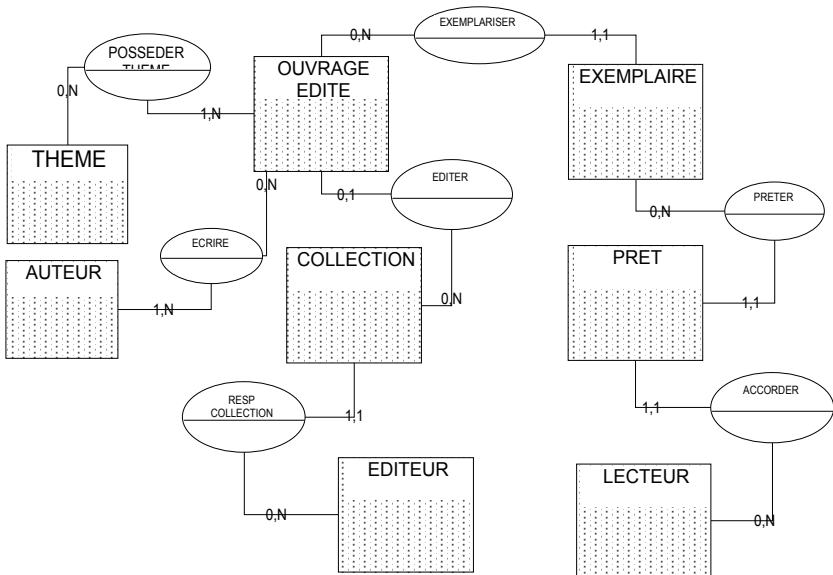 EXEMPLARISER
0,N
1,1
POSSEDER
THEME
OUVRAGE
EDITE
EXEMPLAIRE
0,N
1,N
THEME
0,N
0,1
EDITER
0,N
PRETER
ECRIRE
COLLECTION
PRET
AUTEUR
1,N
0,N
1,1
RESP
COLLECTION
1,1
ACCORDER
1,1
EDITEUR
LECTEUR
0,N
0,N